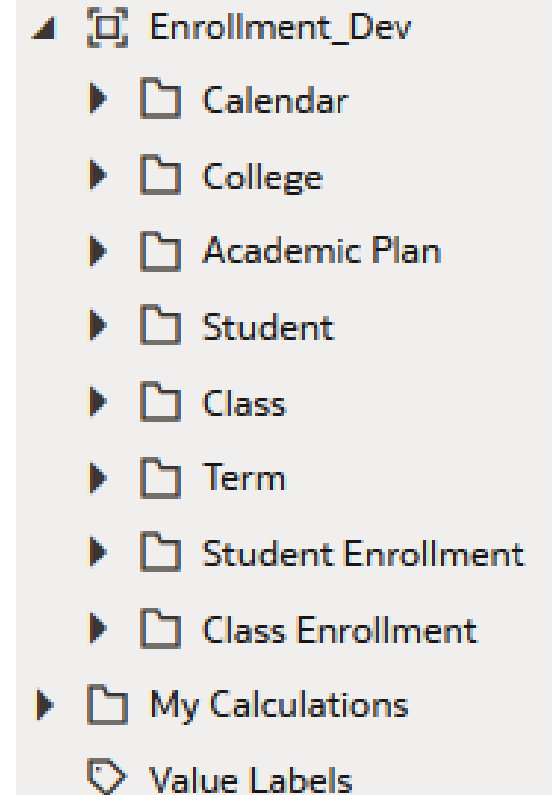 Enrollment_Dev
Calendar
College
Academic Plan
Student
Class
Term
Student Enrollment
Class Enrollment
My Calculations
Value Labels